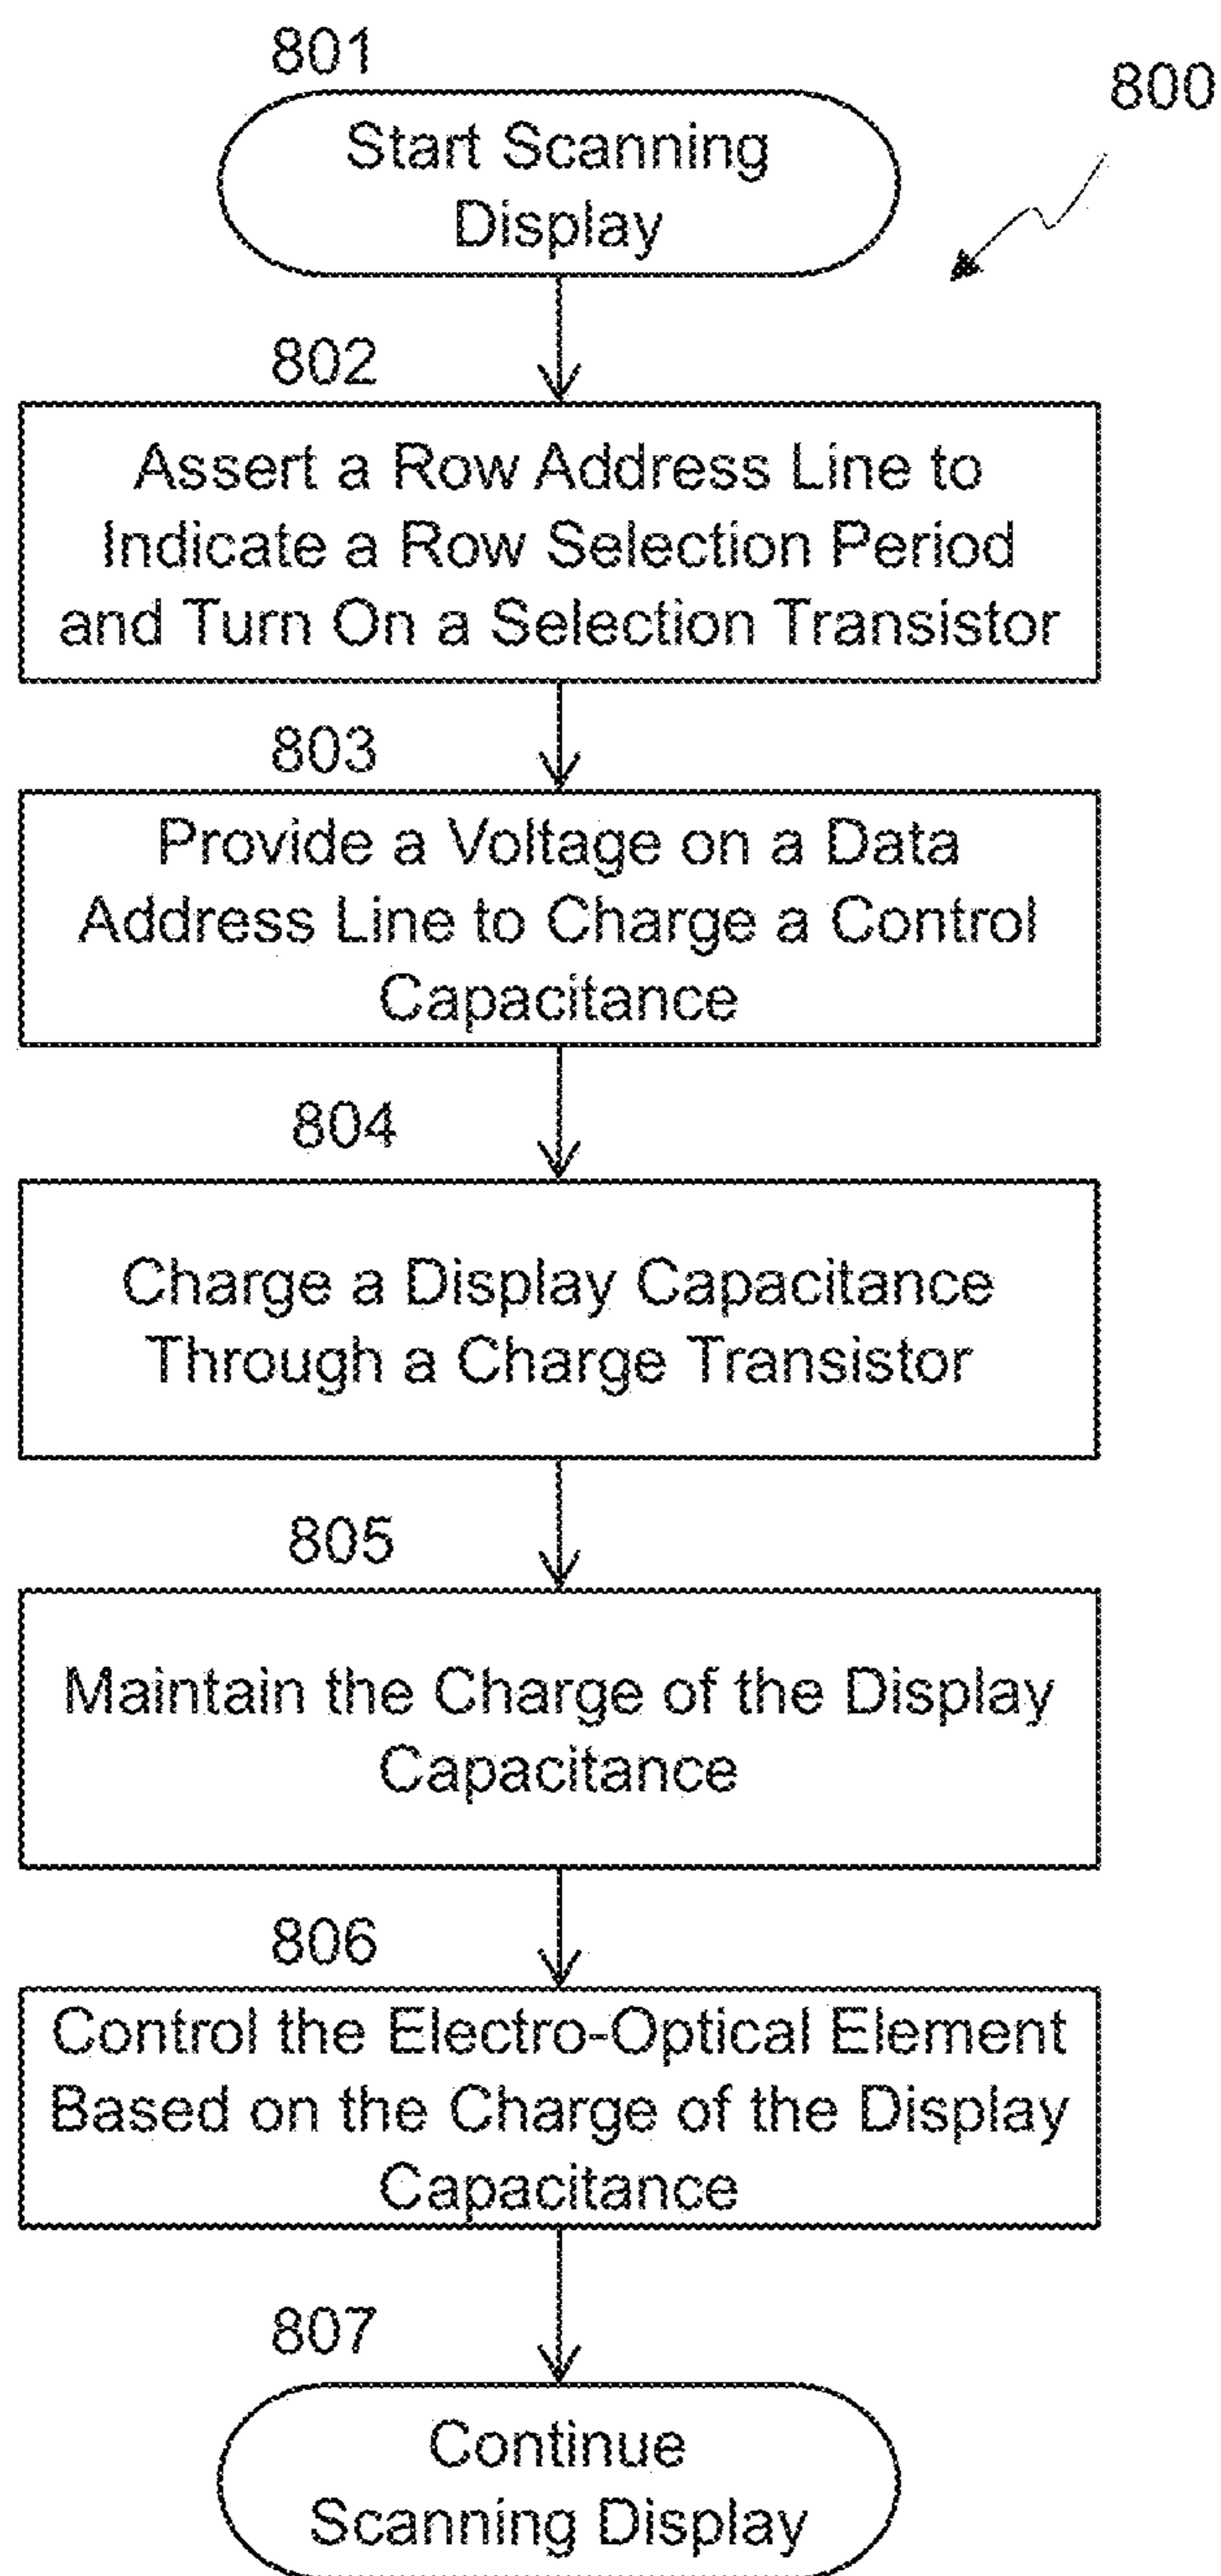 801
800
Start Scanning
Display
802
Assert a Row Address Line to
Indicate a Row Selection Period
and Turn On a Selection Transistor
803
Provide a Voltage on a Data
Address Line to Charge a Control
Capacitance
804
Charge a Display Capacitance
Through a Charge Transistor
805
Maintain the Charge of the Display
Capacitance
806
Control the Electro-Optical Element
Based on the Charge of the Display
Capacitance
807
Continue
Scanning Display